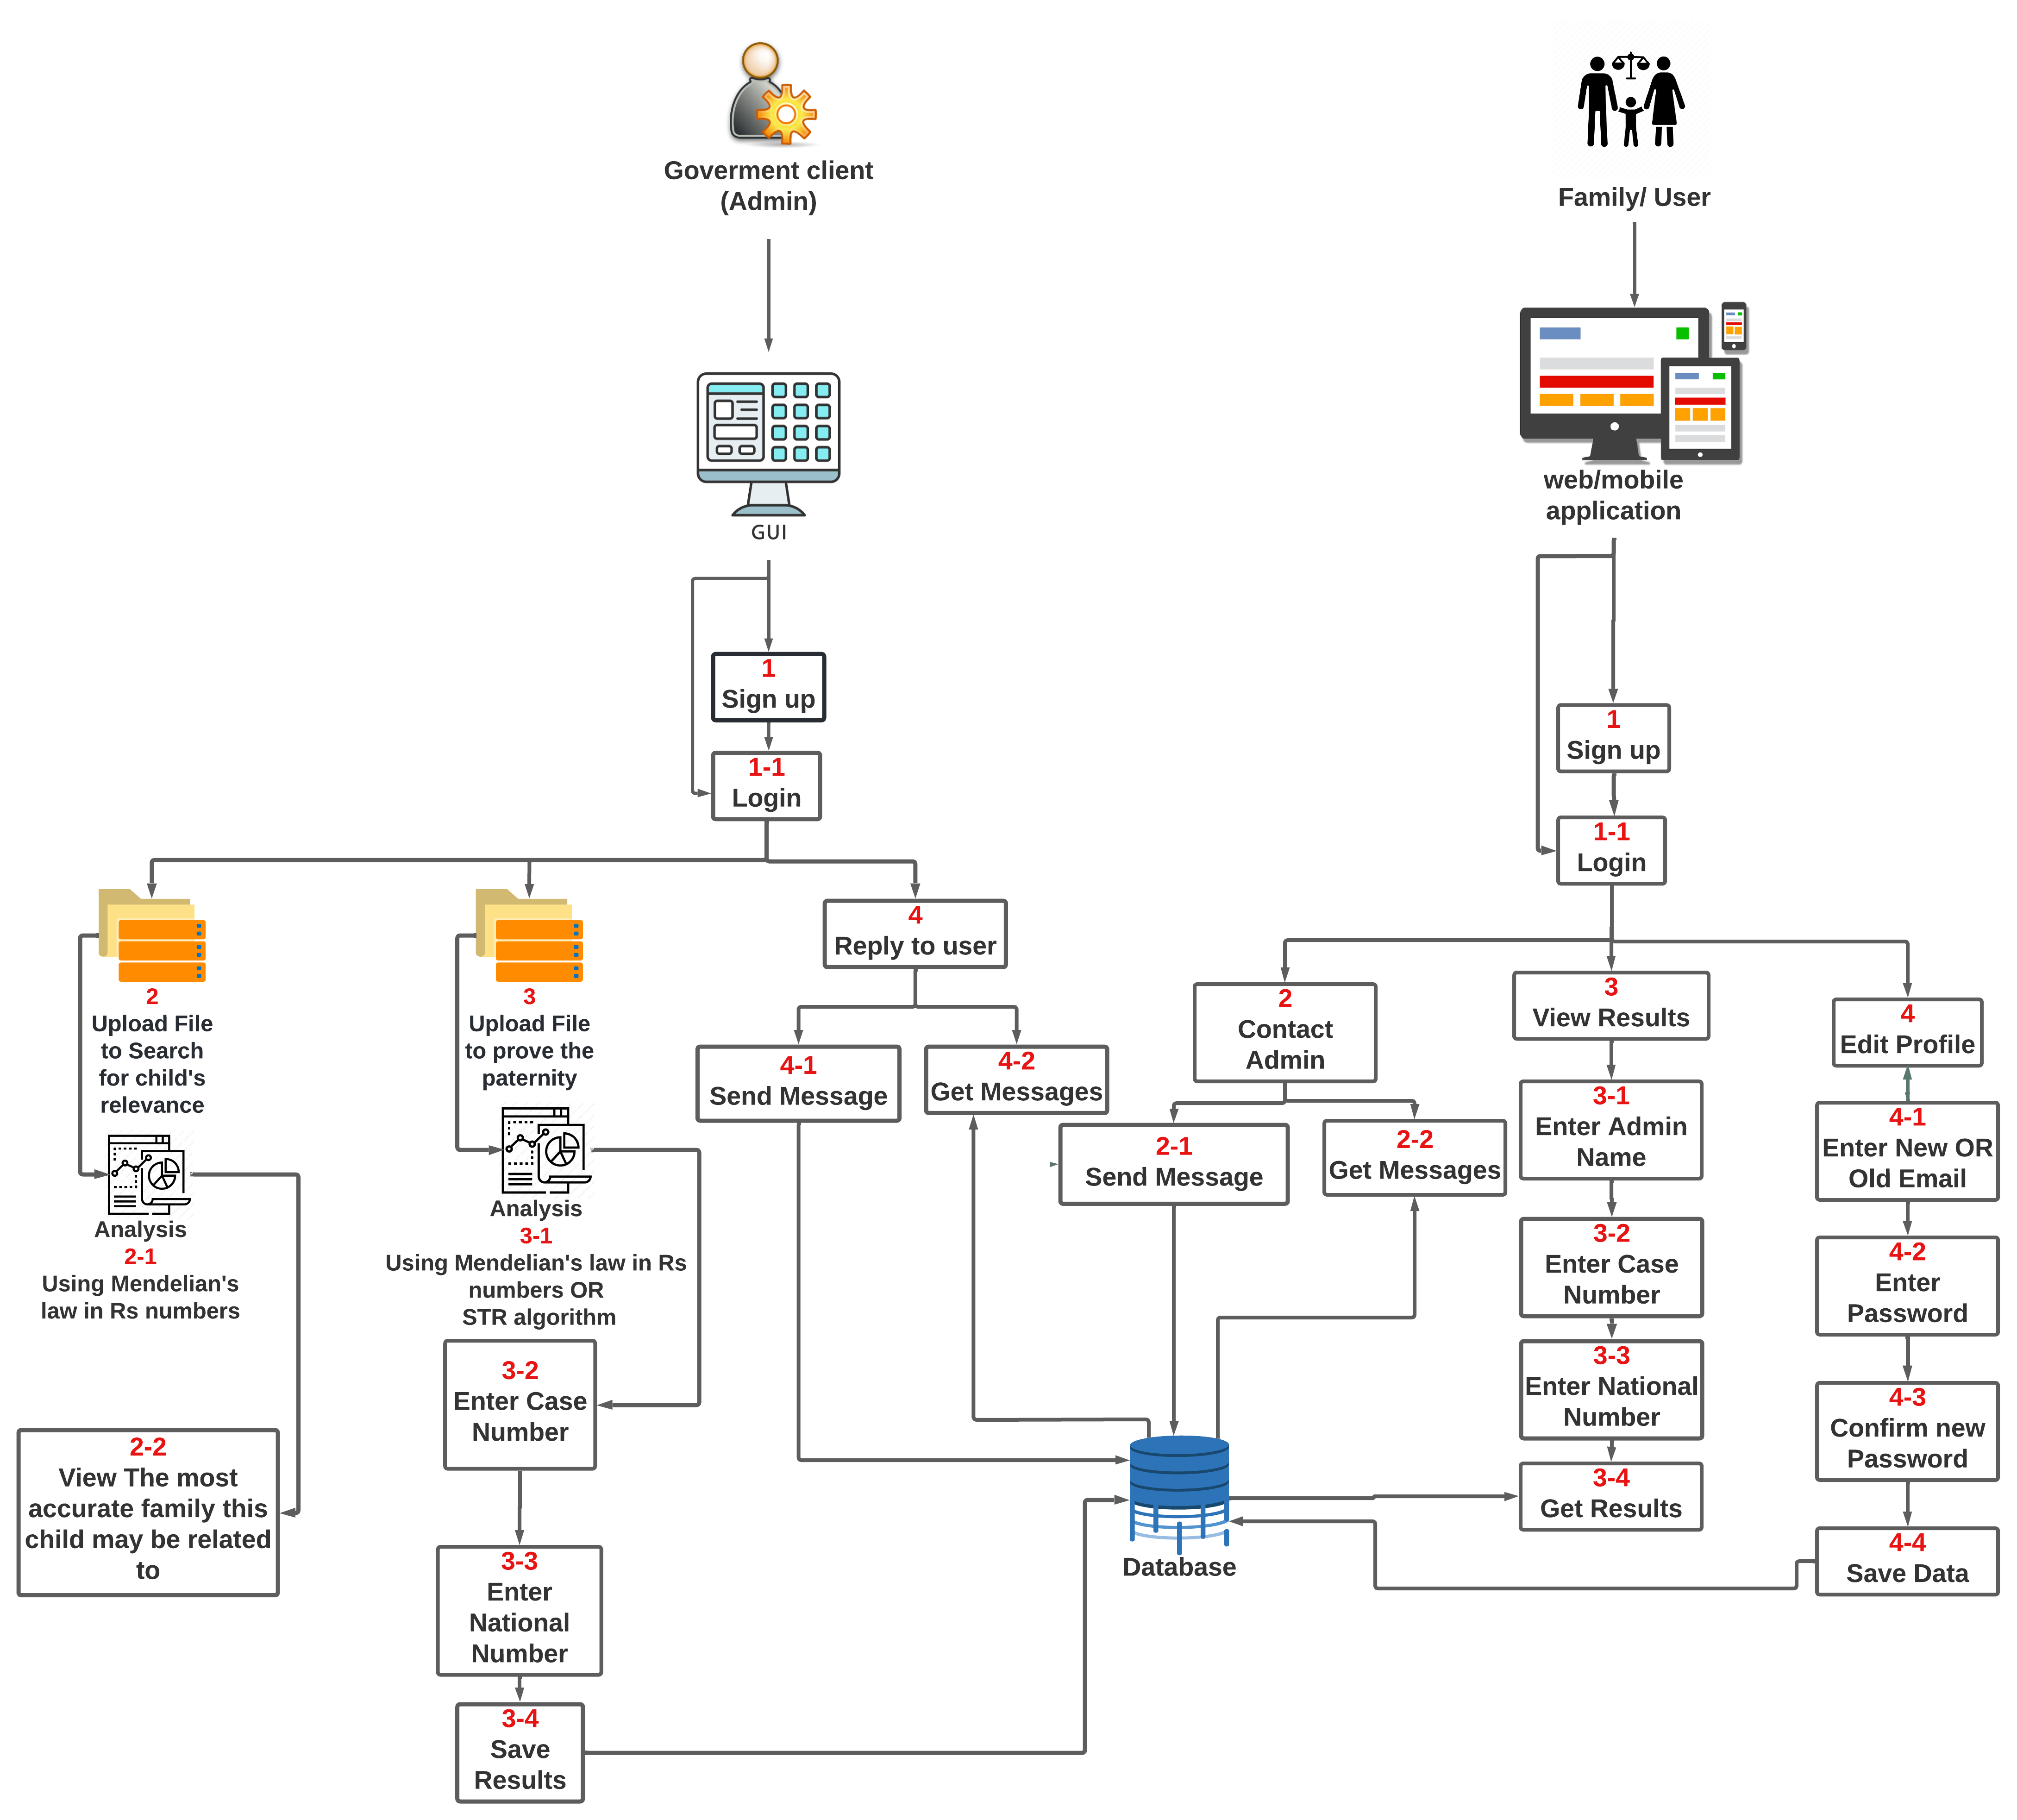 Goverment client
(Admin)
GUI
1
Sign up
1-1
Login
2
Upload File
to Search
for child's
relevance
Analysis
2-1
Using Mendelian's
law in Rs numbers
2-2
View The most
accurate family this
child may be related
to
3
Upload File
to prove the
paternity
Analysis
3-1
Using Mendelian's law in Rs
numbers OR
STR algorithm
3-2
Enter Case
Number
3-3
Enter
National
Number
3-4
Save
Results
4
Reply to user
4-1
Send Message
4-2
Get Messages
Database
Family/ User
web/mobile
application
1
Sign up
1-1
Login
2
Contact
Admin
2-1
Send Message
2-2
Get Messages
3
View Results
3-1
Enter Admin
Name
3-2
Enter Case
Number
3-3
Enter National
Number
3-4
Get Results
4
Edit Profile
4-1
Enter New OR
Old Email
4-2
Enter
Password
4-3
Confirm new
Password
4-4
Save Data